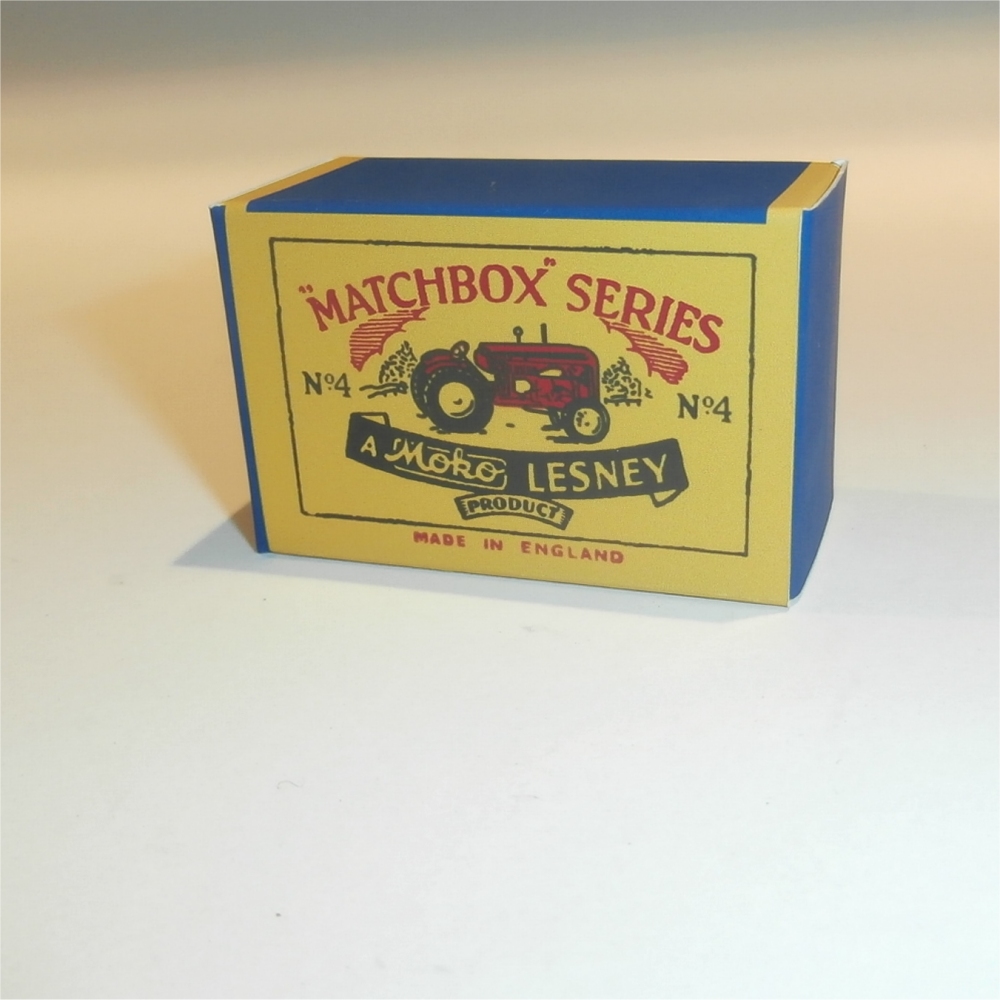 "MATCHBOX" SERIES
Nº4
Nº4
A Moko LESNEY
PRODUCT
MADE IN ENGLAND